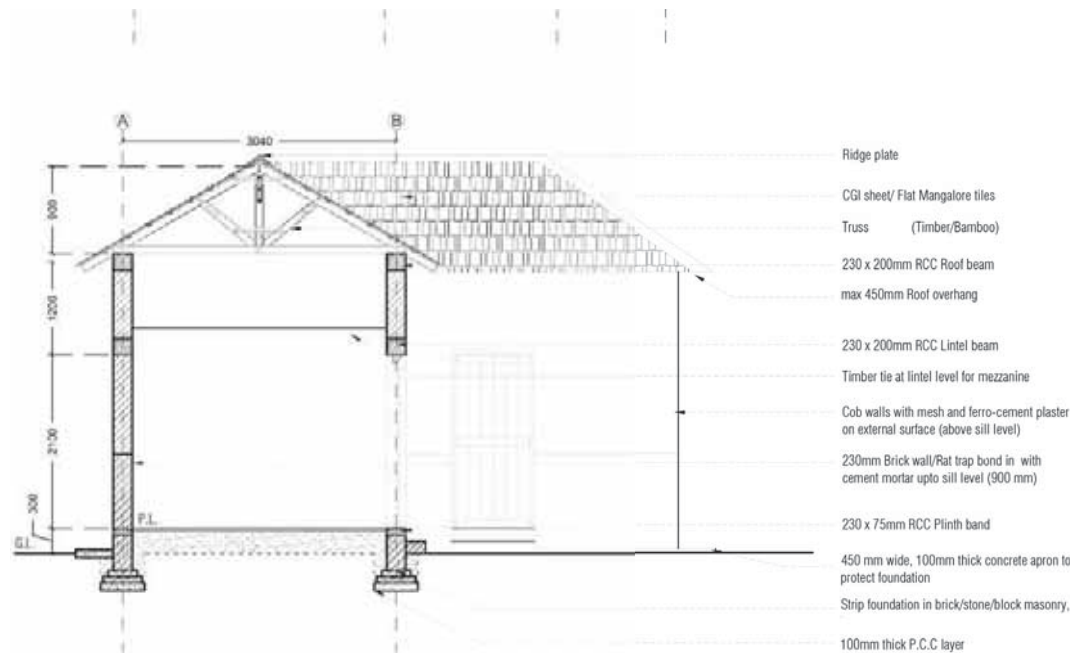 A
B
3040
Ridge plate
900
CGI sheet/ Flat Mangalore tiles
Truss (Timber/Bamboo)
230 x 200mm RCC Roof beam
max 450mm Roof overhang
1200
230 x 200mm RCC Lintel beam
Timber tie at lintel level for mezzanine
Cob walls with mesh and ferro-cement plaster
on external surface (above sill level)
2100
230mm Brick wall/Rat trap bond in with
cement mortar upto sill level (900 mm)
300
P.L.
230 x 75mm RCC Plinth band
G.L.
450 mm wide, 100mm thick concrete apron to
protect foundation
Strip foundation in brick/stone/block masonry,
100mm thick P.C.C layer